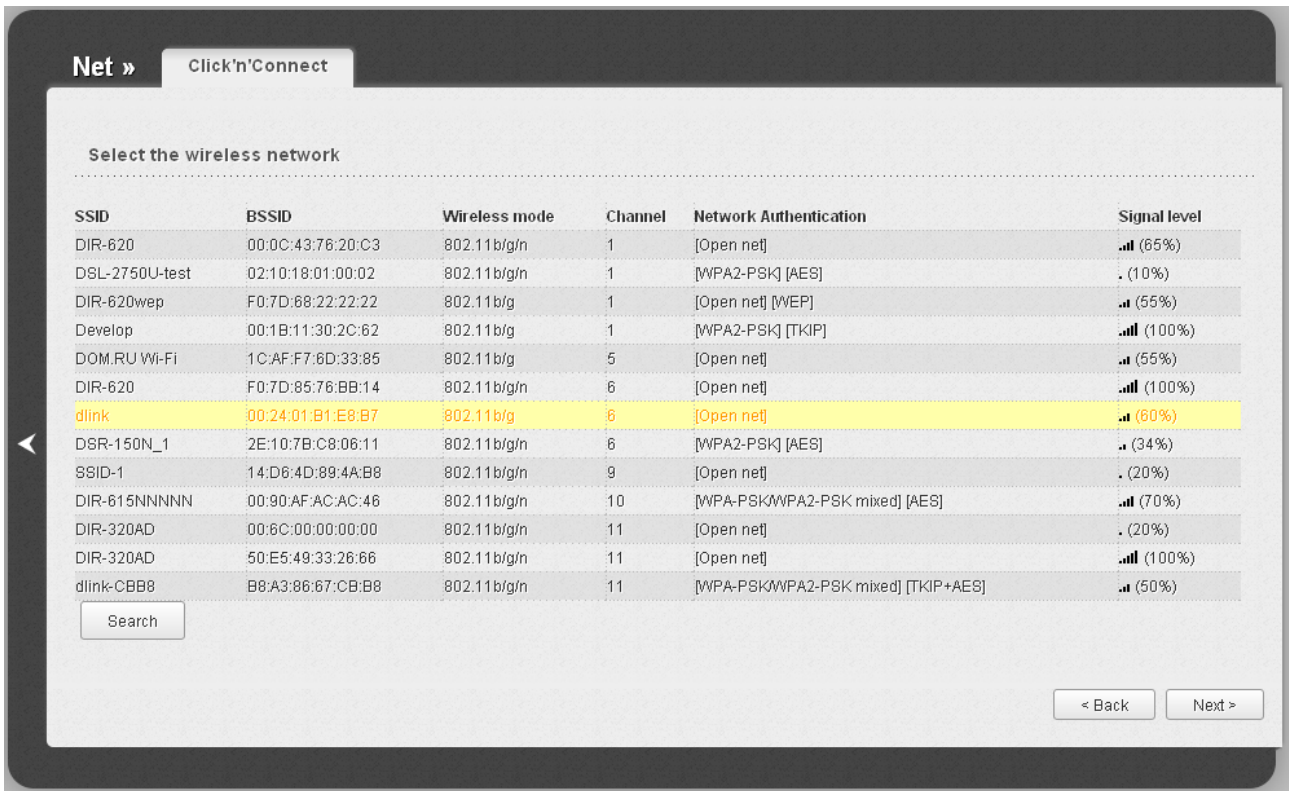 Net » Click'n'Connect
Select the wireless network
SSID BSSID Wireless mode Channel Network Authentication Signal level
DIR-620 00:0C:43:76:20:C3 802.11b/g/n 1 [Open net] (65%)
DSL-2750U-test 02:10:18:01:00:02 802.11b/g/n 1 [WPA2-PSK] [AES] (10%)
DIR-620wep F0:7D:68:22:22:22 802.11b/g 1 [Open net] [WEP] (55%)
Develop 00:1B:11:30:2C:62 802.11b/g 1 [WPA2-PSK] [TKIP] (100%)
DOM.RU Wi-Fi 1C:AF:F7:6D:33:85 802.11b/g 5 [Open net] (55%)
DIR-620 F0:7D:85:76:BB:14 802.11b/g/n 6 [Open net] (100%)
dlink 00:24:01:B1:E8:B7 802.11b/g 6 [Open net] (60%)
DSR-150N_1 2E:10:7B:C8:06:11 802.11b/g/n 6 [WPA2-PSK] [AES] (34%)
SSID-1 14:D6:4D:89:4A:B8 802.11b/g/n 9 [Open net] (20%)
DIR-615NNNNN 00:90:AF:AC:AC:46 802.11b/g/n 10 [WPA-PSK/WPA2-PSK mixed] [AES] (70%)
DIR-320AD 00:6C:00:00:00:00 802.11b/g/n 11 [Open net] (20%)
DIR-320AD 50:E5:49:33:26:66 802.11b/g/n 11 [Open net] (100%)
dlink-CBB8 B8:A3:86:67:CB:B8 802.11b/g/n 11 [WPA-PSK/WPA2-PSK mixed] [TKIP+AES] (50%)
Search
< Back Next >